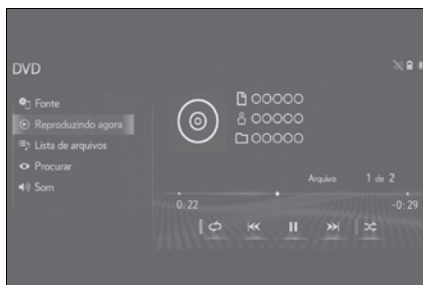 DVD
Fonte
Reproduzindo agora
Lista de arquivos
Procurar
Som
OOOOO
OOOOO
OOOOO
Arquivo 1 de 2
0:22
-0:29